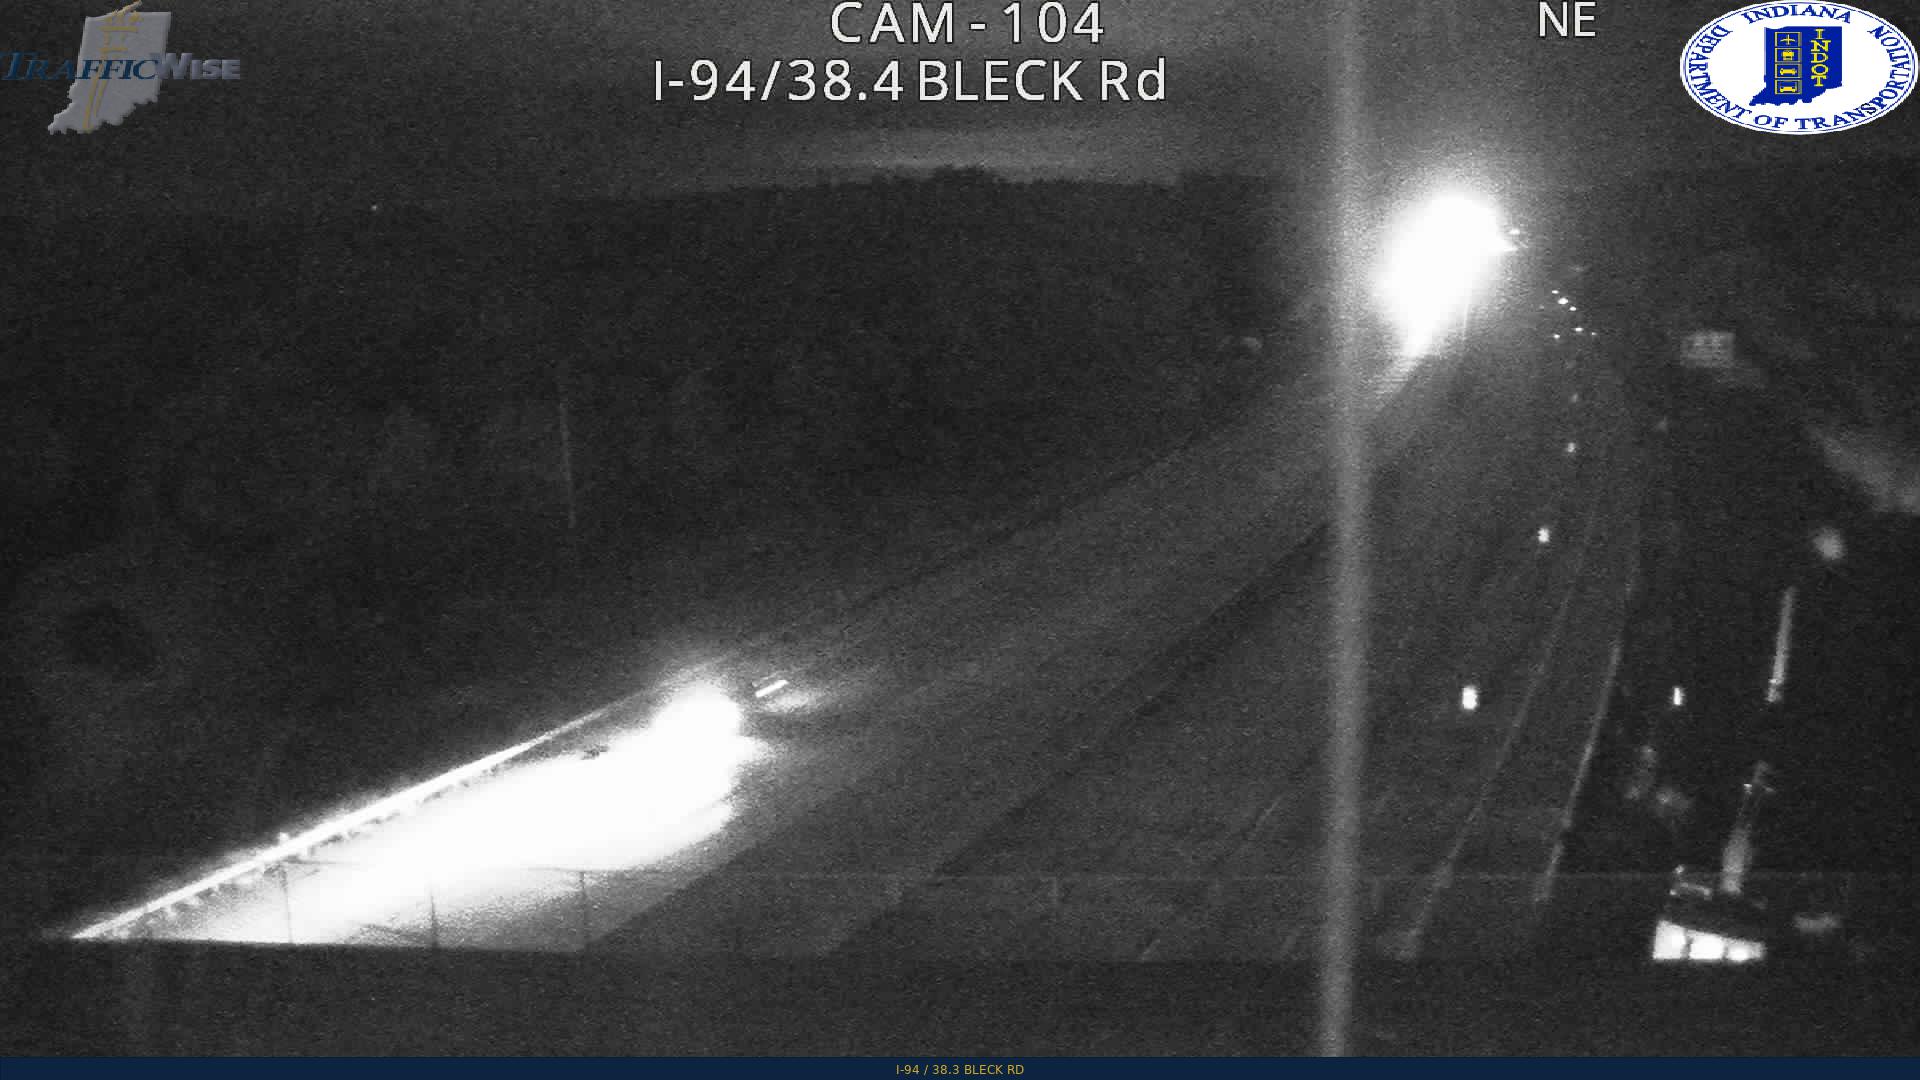 CAM-104
NE
I-94/38.4 BLECK Rd
TRAFFICWISE
INDIANA
DEPARTMENT OF TRANSPORTATION
INDOT
I-94 / 38.3 BLECK RD